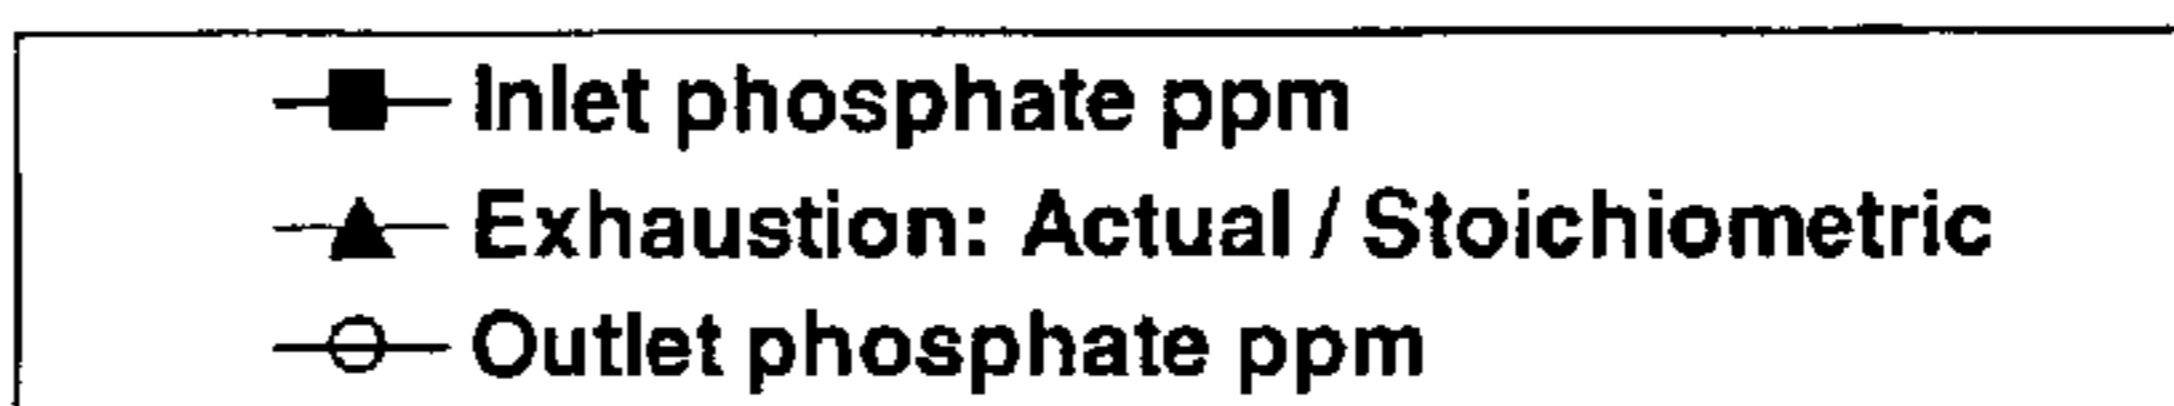 Inlet phosphate ppm
Exhaustion: Actual / Stoichiometric
Outlet phosphate ppm